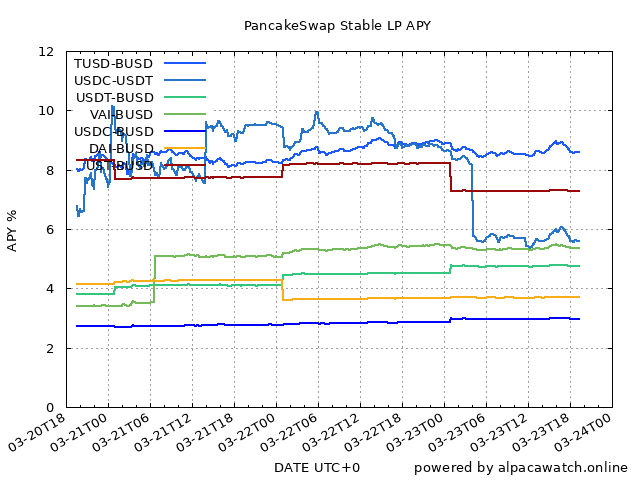 PancakeSwap Stable LP APY
TUSD-BUSD
USDC-USDT
USDT-BUSD
VAI-BUSD
USDC-BUSD
DAI-BUSD
UST-BUSD
12
10
8
6
4
2
0
APY %
03-20T18
03-21T00
03-21T06
03-21T12
03-21T18
03-22T00
03-22T06
03-22T12
03-22T18
03-23T00
03-23T06
03-23T12
03-23T18
03-24T00
DATE UTC+0
powered by alpacawatch.online